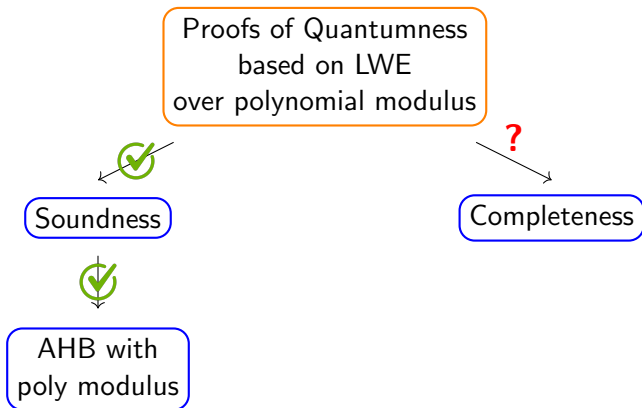 Proofs of Quantumness
based on LWE
over polynomial modulus
?
Soundness
Completeness
AHB with
poly modulus